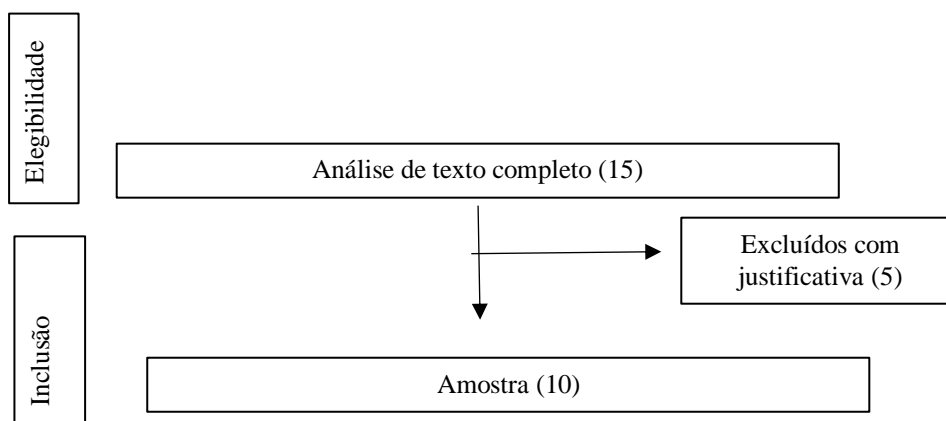 Elegibilidade
Análise de texto completo (15)
Excluídos com
justificativa (5)
Inclusão
Amostra (10)